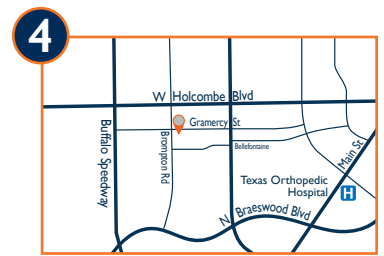 4
W Holcombe Blvd
Gramercy St
Buffalo Speedway
Brompton Rd
Bellefontaine
Main St
Texas Orthopedic
Hospital
H
N Braeswood Blvd